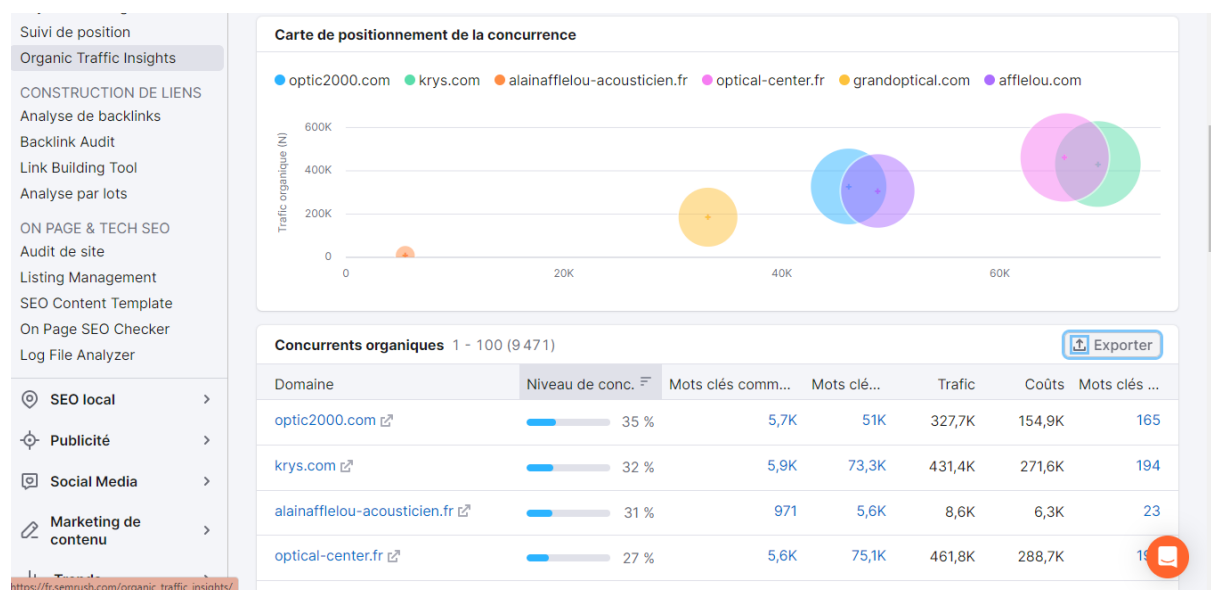 Suivi de position
Organic Traffic Insights
CONSTRUCTION DE LIENS
Analyse de backlinks
Backlink Audit
Link Building Tool
Analyse par lots
ON PAGE & TECH SEO
Audit de site
Listing Management
SEO Content Template
On Page SEO Checker
Log File Analyzer
SEO local
Publicité
Social Media
Marketing de
contenu
https://fr.semrush.com/organic_traffic_insights/
Carte de positionnement de la concurrence
optic2000.com krys.com alainafflelou-acousticien.fr optical-center.fr grandoptical.com afflelou.com
Trafic organique (N)
600K
400K
200K
0
0 20K 40K 60K
Concurrents organiques 1 - 100 (9 471)
Exporter
Domaine Niveau de conc. Mots clés comm... Mots clé... Trafic Coûts Mots clés ...
optic2000.com 35 % 5,7K 51K 327,7K 154,9K 165
krys.com 32 % 5,9K 73,3K 431,4K 271,6K 194
alainafflelou-acousticien.fr 31 % 971 5,6K 8,6K 6,3K 23
optical-center.fr 27 % 5,6K 75,1K 461,8K 288,7K